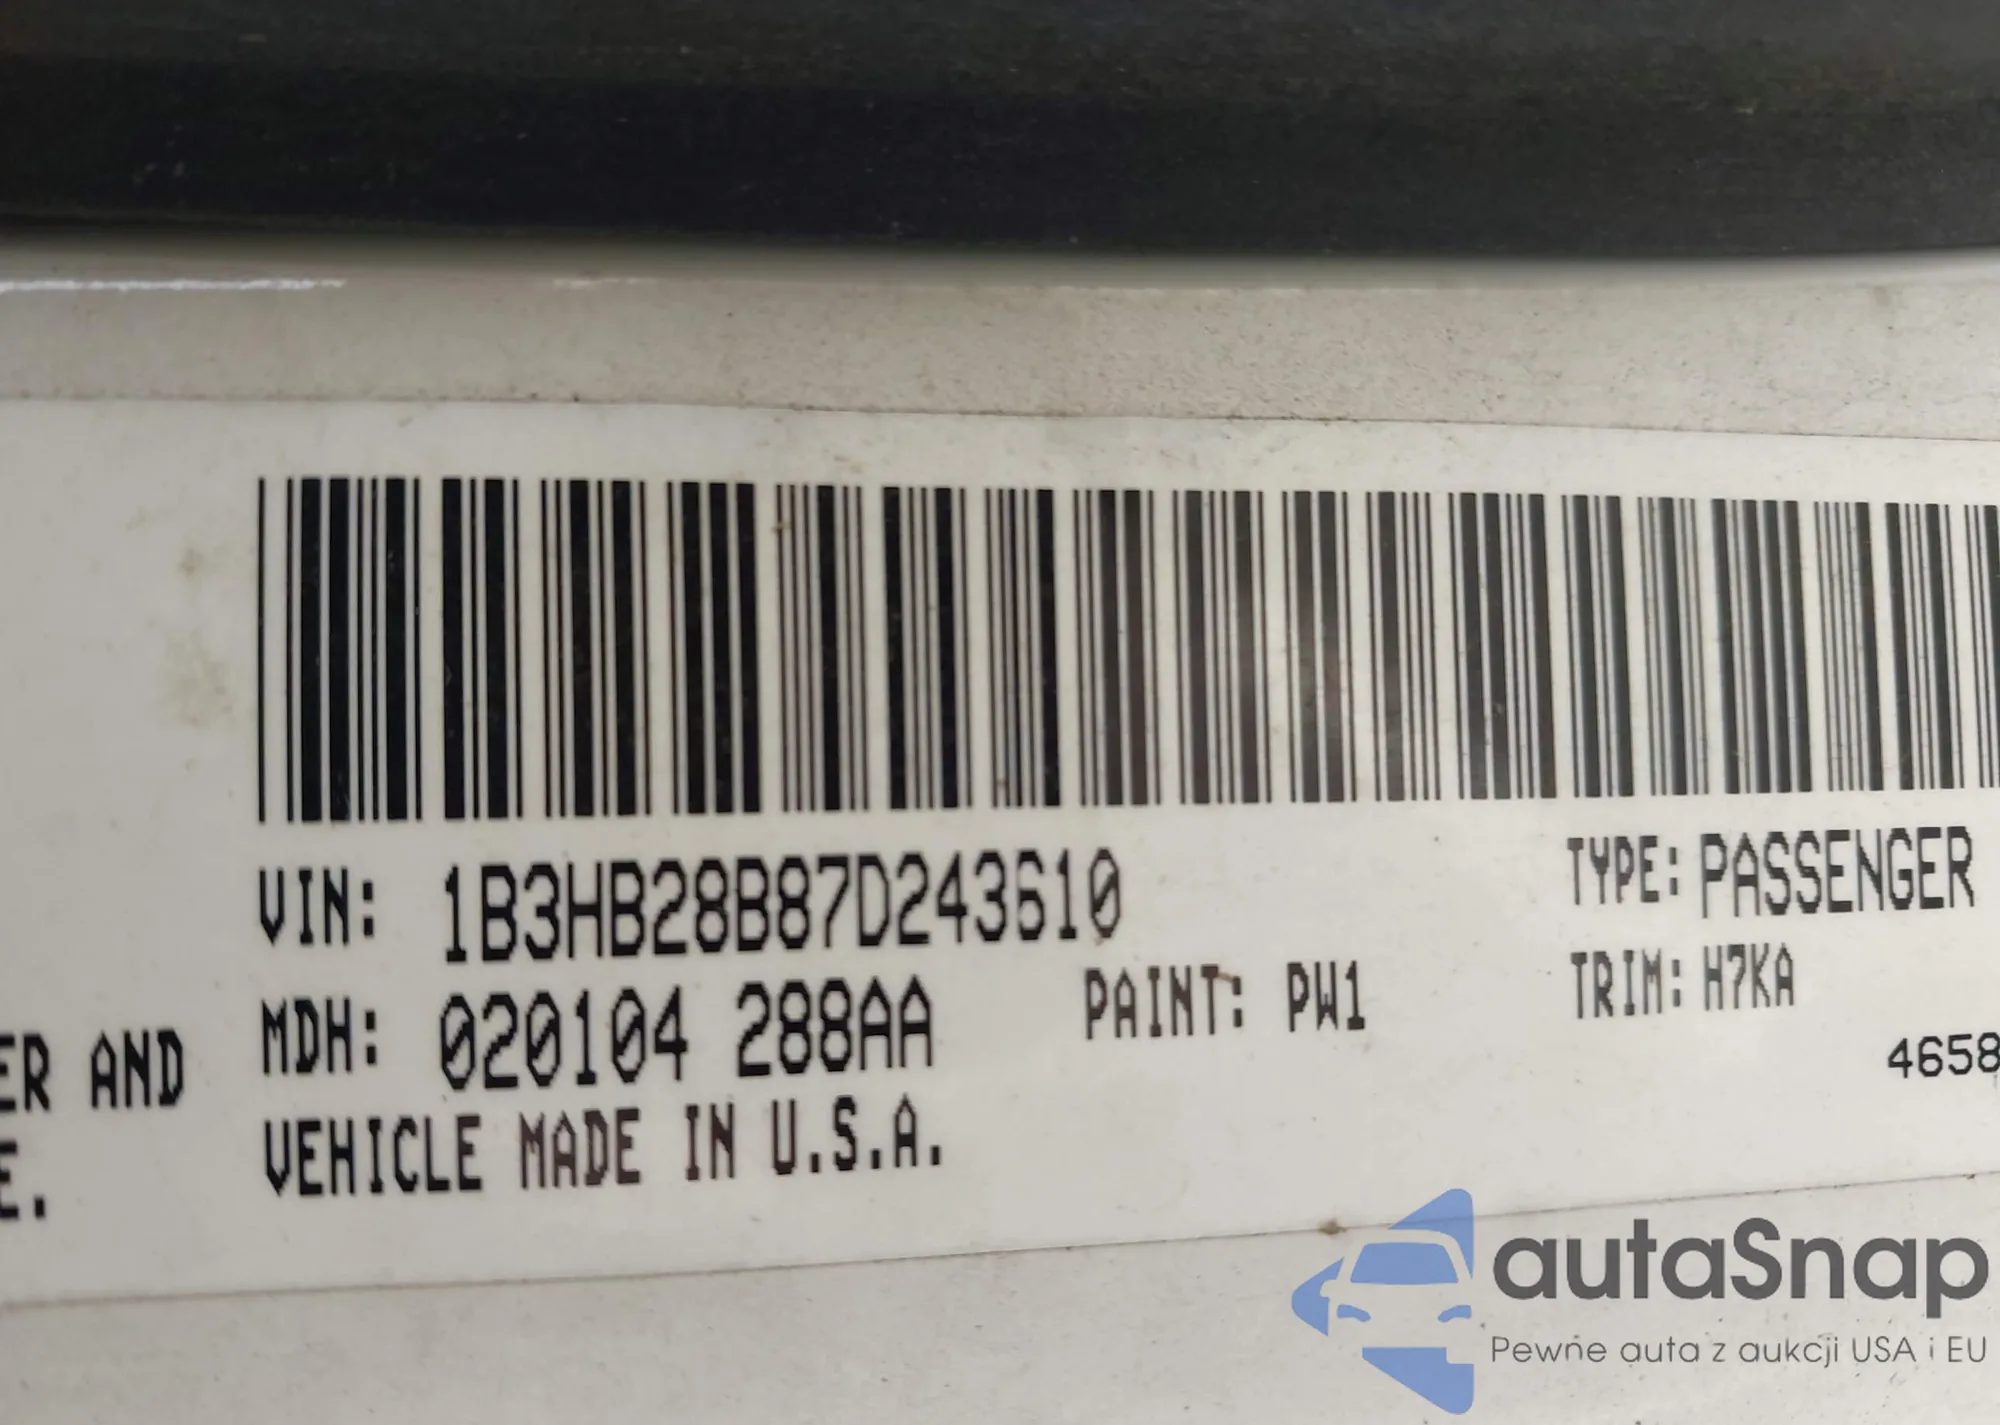 VIN: 1B3HB28B87D243610
TYPE: PASSENGER
MDH: 020104 288AA
PAINT: PW1
TRIM: H7KA
4658
ER AND
VEHICLE MADE IN U.S.A.
E.
autaSnap
Pewne auta z aukcji USA i EU